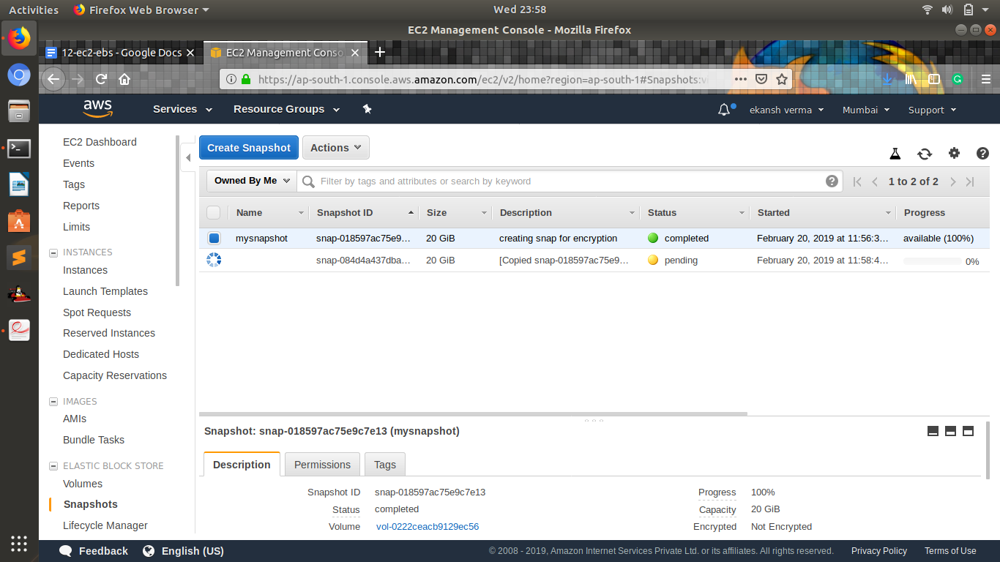 Activities Firefox Web Browser Wed 23:58
EC2 Management Console - Mozilla Firefox
12-ec2-ebs - Google Docs EC2 Management Conso
https://ap-south-1.console.aws.amazon.com/ec2/v2/home?region=ap-south-1#Snapshots:v
aws Services Resource Groups ekansh verma Mumbai Support
EC2 Dashboard
Events
Tags
Reports
Limits
INSTANCES
Instances
Launch Templates
Spot Requests
Reserved Instances
Dedicated Hosts
Capacity Reservations
IMAGES
AMIs
Bundle Tasks
ELASTIC BLOCK STORE
Volumes
Snapshots
Lifecycle Manager
Create Snapshot Actions
Owned By Me Filter by tags and attributes or search by keyword 1 to 2 of 2
Name Snapshot ID Size Description Status Started Progress
mysnapshot snap-018597ac75e9... 20 GiB creating snap for encryption completed February 20, 2019 at 11:56:3... available (100%)
snap-084d4a437dba... 20 GiB [Copied snap-018597ac75e9... pending February 20, 2019 at 11:58:4... 0%
Snapshot: snap-018597ac75e9c7e13 (mysnapshot)
Description Permissions Tags
Snapshot ID snap-018597ac75e9c7e13 Progress 100%
Status completed Capacity 20 GiB
Volume vol-0222ceacb9129ec56 Encrypted Not Encrypted
Feedback English (US) © 2008 - 2019, Amazon Internet Services Private Ltd. or its affiliates. All rights reserved. Privacy Policy Terms of Use